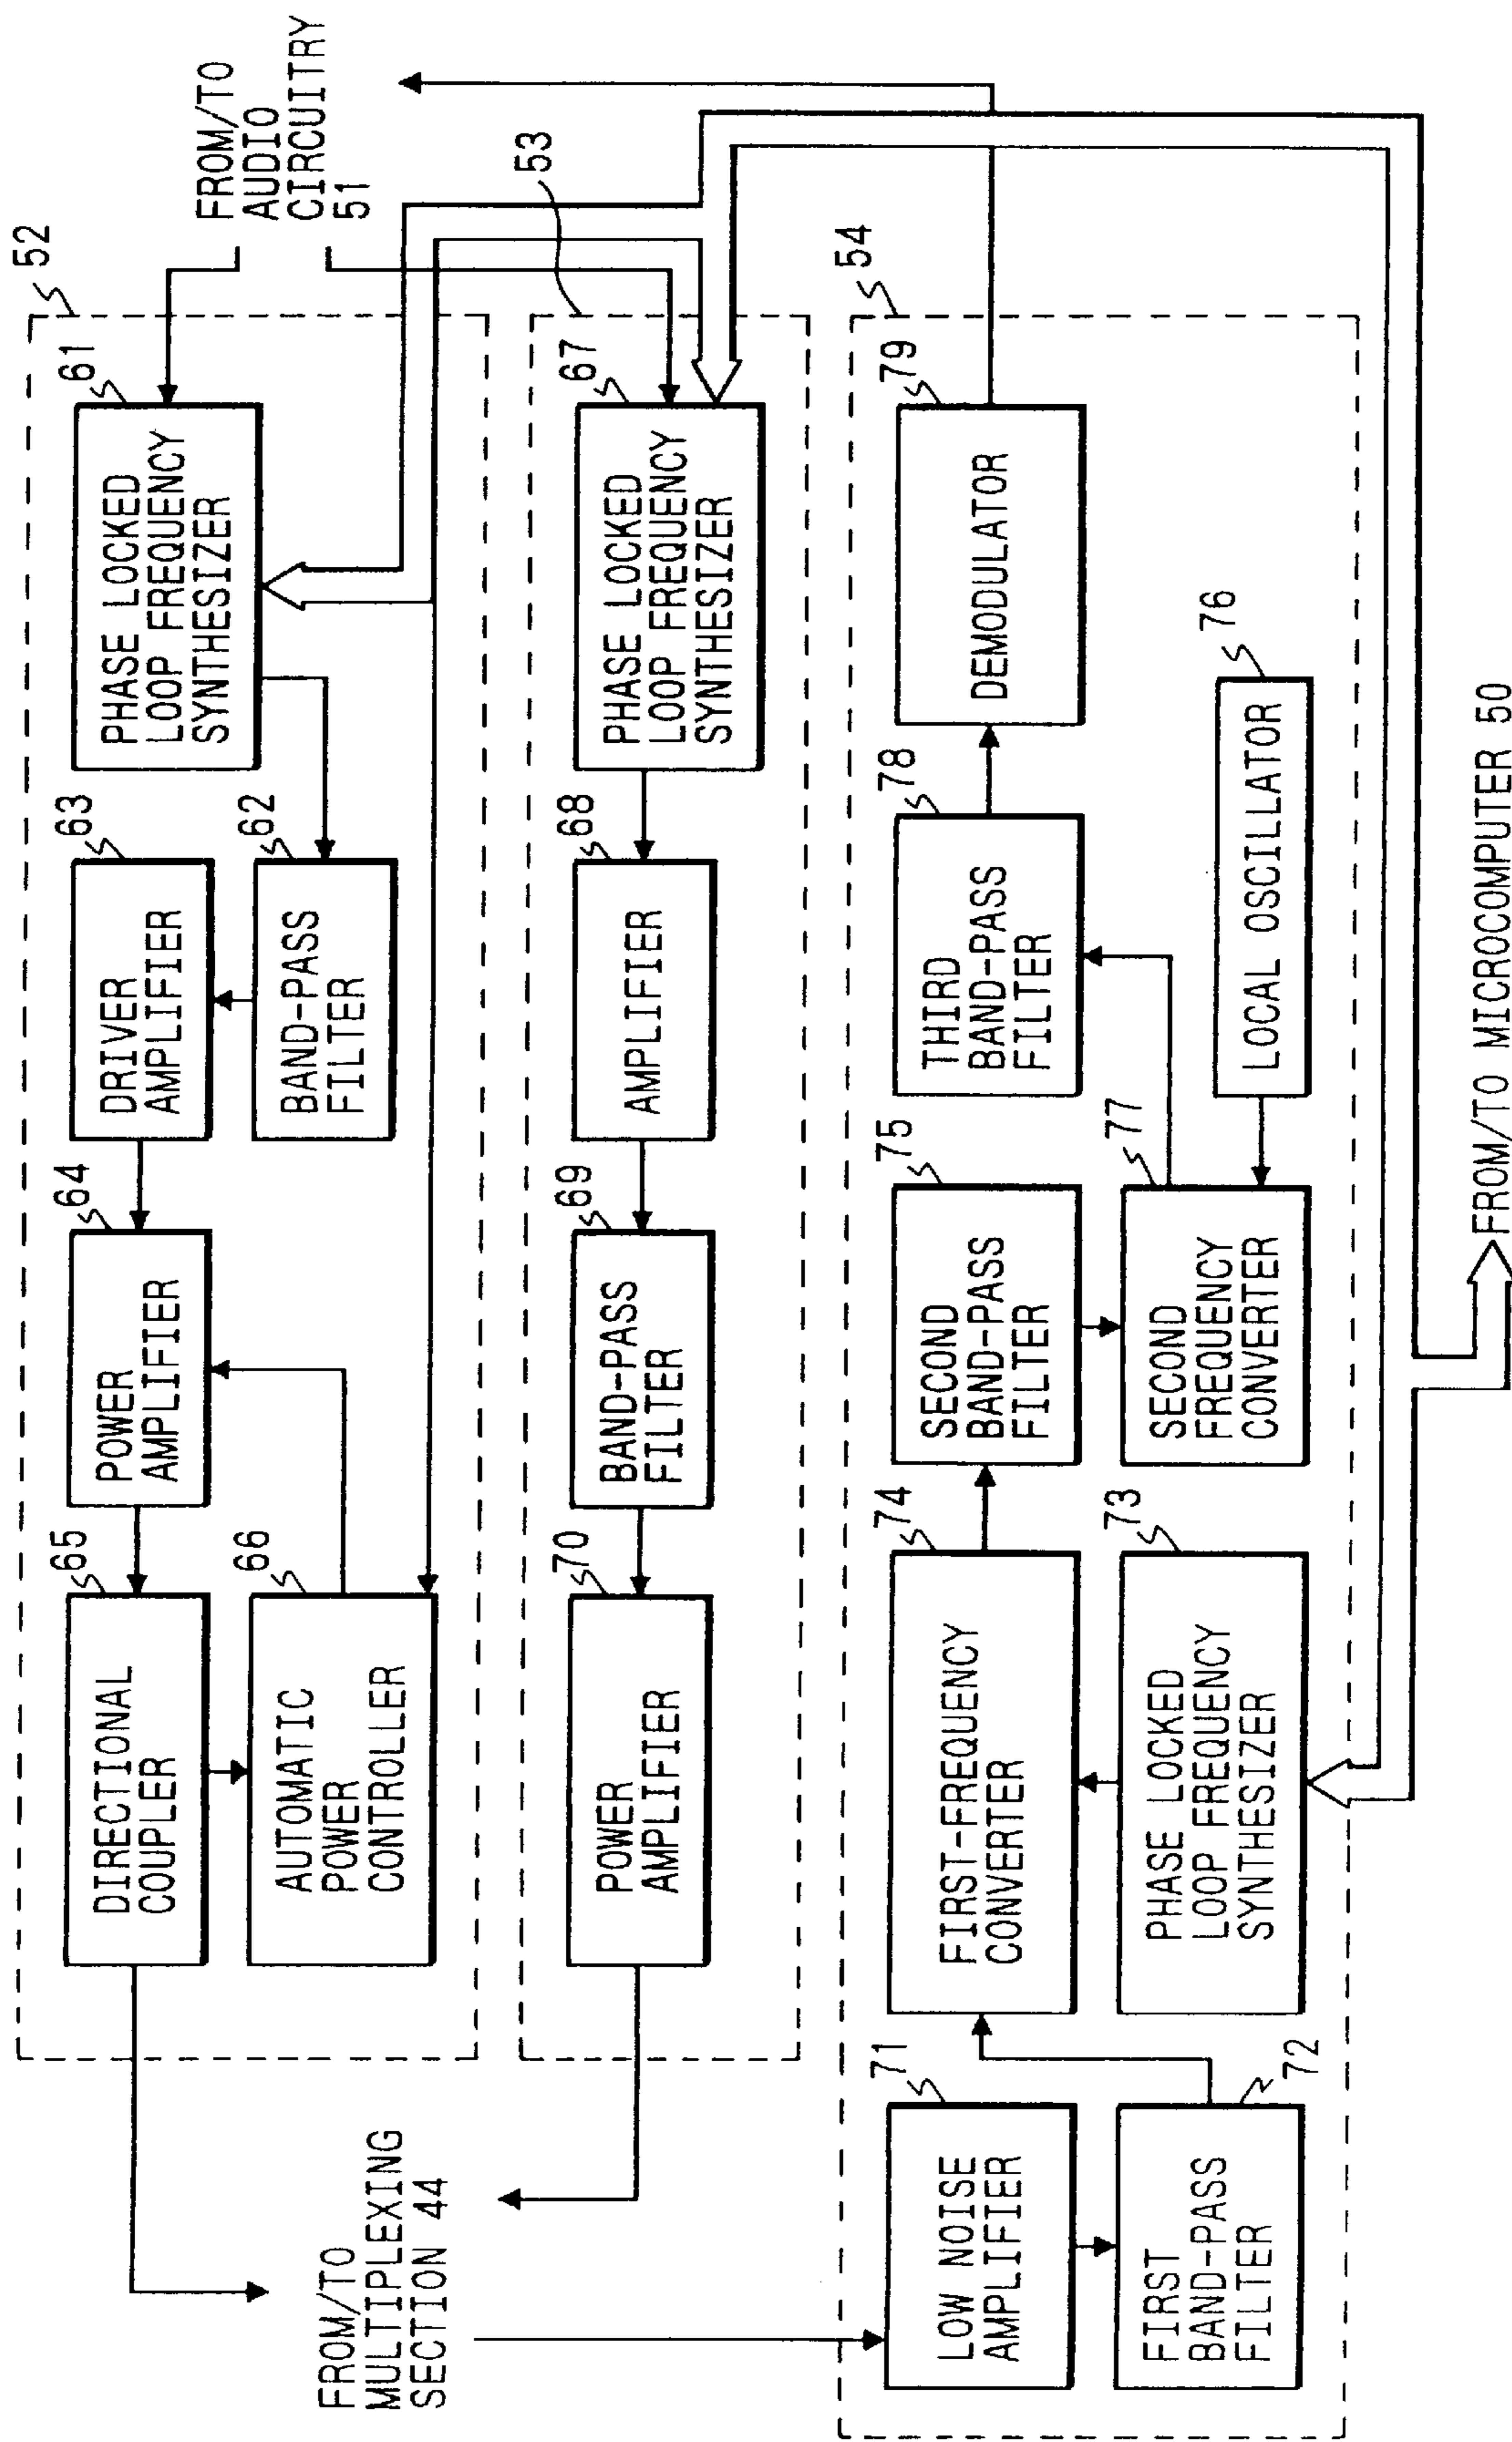 52
FROM/TO
AUDIO
CIRCUITRY
51
65
DIRECTIONAL
COUPLER
64
POWER
AMPLIFIER
63
DRIVER
AMPLIFIER
61
PHASE LOCKED
LOOP FREQUENCY
SYNTHESIZER
66
AUTOMATIC
POWER
CONTROLLER
62
BAND-PASS
FILTER
53
FROM/TO
MULTIPLEXING
SECTION 44
70
POWER
AMPLIFIER
69
BAND-PASS
FILTER
68
AMPLIFIER
67
PHASE LOCKED
LOOP FREQUENCY
SYNTHESIZER
54
71
LOW NOISE
AMPLIFIER
74
FIRST-FREQUENCY
CONVERTER
75
SECOND
BAND-PASS
FILTER
78
THIRD
BAND-PASS
FILTER
79
DEMODULATOR
72
FIRST
BAND-PASS
FILTER
73
PHASE LOCKED
LOOP FREQUENCY
SYNTHESIZER
77
SECOND
FREQUENCY
CONVERTER
76
LOCAL OSCILLATOR
FROM/TO MICROCOMPUTER 50